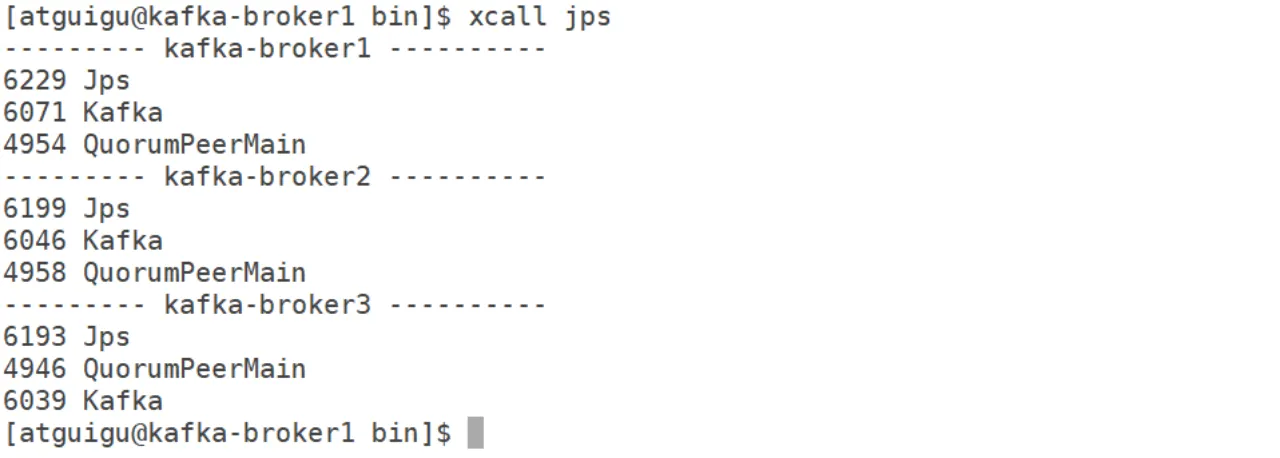 [atguigu@kafka-broker1 bin]$ xcall jps
--------- kafka-broker1 ----------
6229 Jps
6071 Kafka
4954 QuorumPeerMain
--------- kafka-broker2 ----------
6199 Jps
6046 Kafka
4958 QuorumPeerMain
--------- kafka-broker3 ----------
6193 Jps
4946 QuorumPeerMain
6039 Kafka
[atguigu@kafka-broker1 bin]$